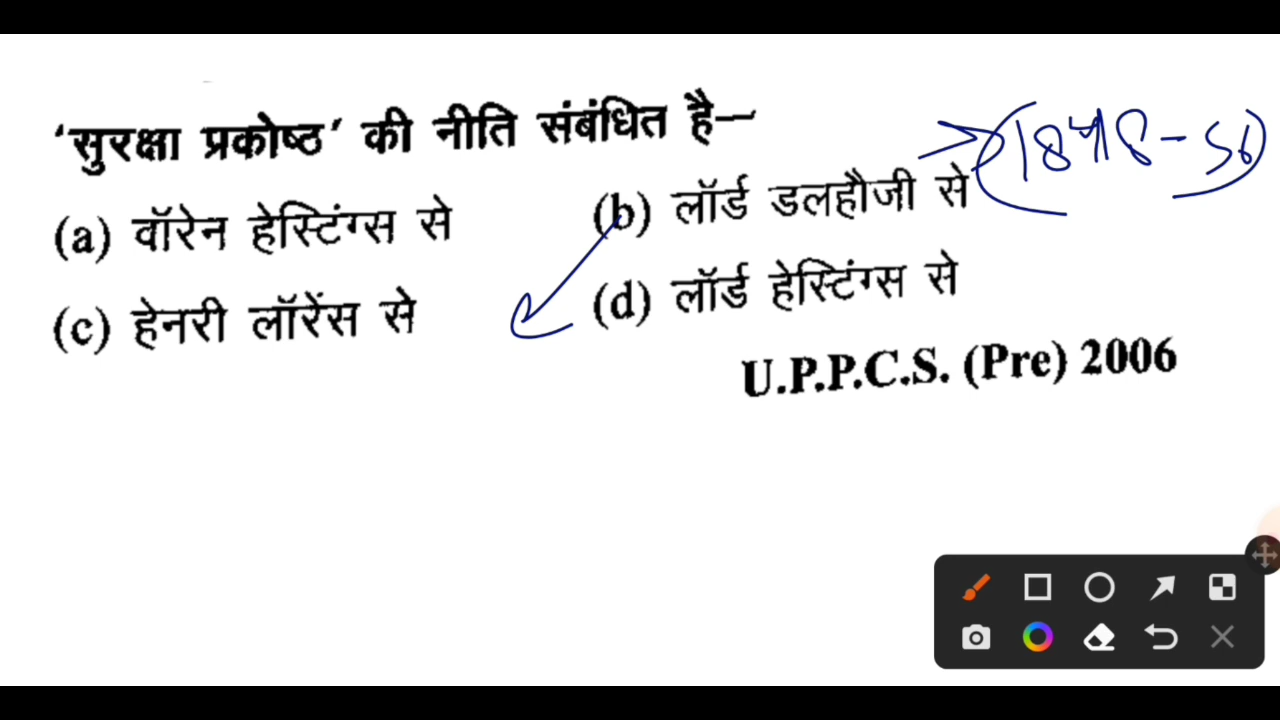 'सुरक्षा प्रकोष्ठ' की नीति संबंधित है—
(a) वॉरेन हेस्टिंग्स से (b) लॉर्ड डलहौजी से (1848-56)
(c) हेनरी लॉरेंस से (d) लॉर्ड हेस्टिंग्स से
U.P.P.C.S. (Pre) 2006